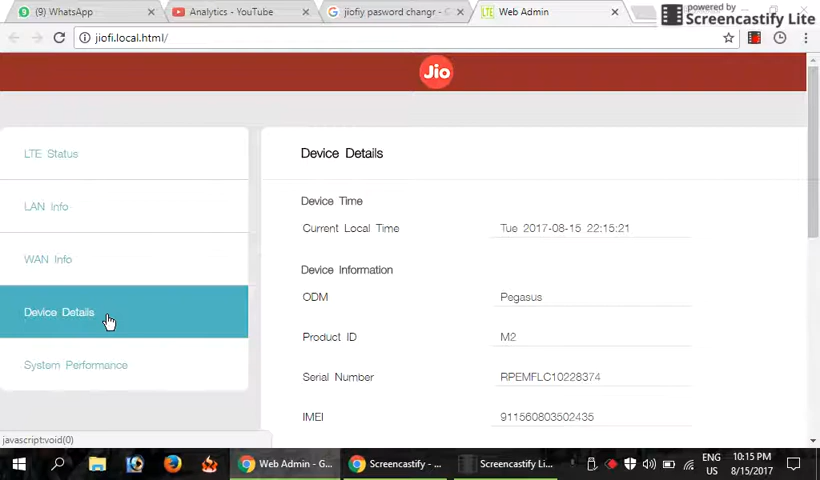 (9) WhatsApp
Analytics - YouTube
jiofiy pasword changr - G
LTE Web Admin
powered by
Screencastify Lite
jiofi.local.html/
Jio
LTE Status
LAN Info
WAN Info
Device Details
System Performance
Device Details
Device Time
Current Local Time Tue 2017-08-15 22:15:21
Device Information
ODM Pegasus
Product ID M2
Serial Number RPEMFLC10228374
IMEI 911560803502435
javascript:void(0)
Web Admin - G...
Screencastify - ...
Screencastify Li...
ENG 10:15 PM
US 8/15/2017